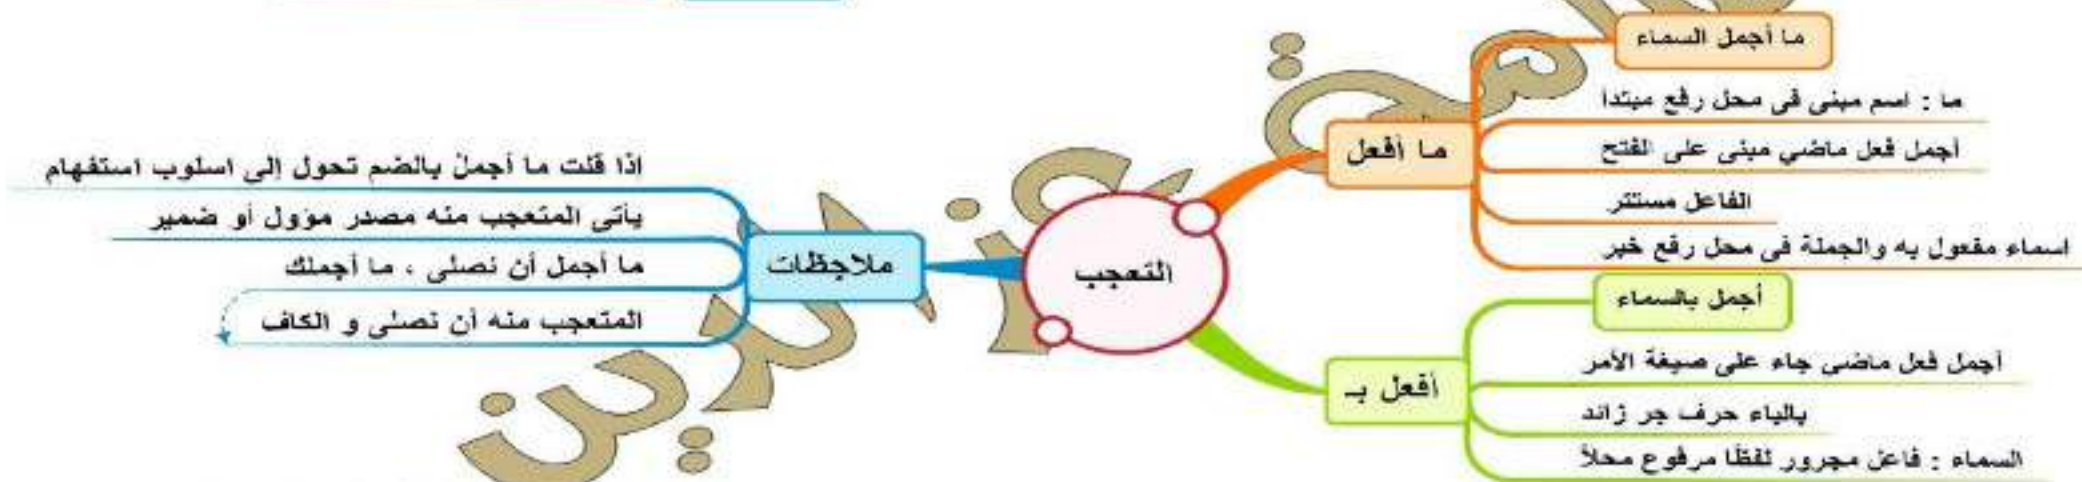 التعجب
ما أفعل
ما أجمل السماء
ما : اسم مبنى فى محل رفع مبتدا
أجمل فعل ماضي مبنى على الفتح
الفاعل مستتر
اسماء مفعول به والجملة فى محل رفع خبر
أفعل بـ
أجمل بالسماء
أجمل فعل ماضى جاء على صيغة الأمر
بالباء حرف جر زائد
السماء : فاعل مجرور لفظًا مرفوع محلاً
ملاحظات
اذا قلت ما أجملُ بالضم تحول إلى اسلوب استفهام
يأتى المتعجب منه مصدر مؤول أو ضمير
ما أجمل أن نصلى ، ما أجملك
المتعجب منه أن نصلى و الكاف